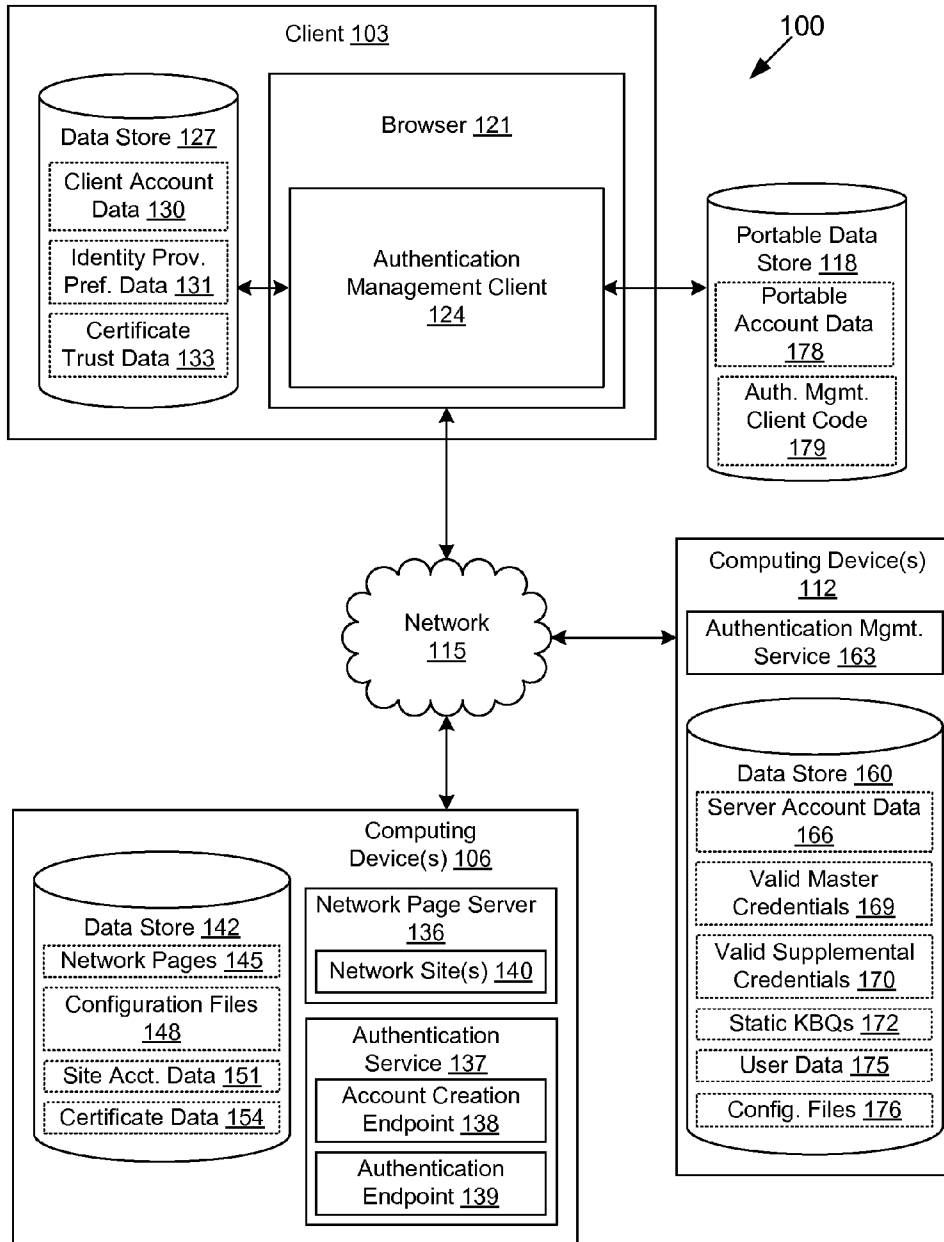 Client 103
100
Data Store 127
Client Account
Data 130
Identity Prov.
Pref. Data 131
Certificate
Trust Data 133
Browser 121
Authentication
Management Client
124
Portable Data
Store 118
Portable
Account Data
178
Auth. Mgmt.
Client Code
179
Network
115
Computing Device(s)
112
Authentication Mgmt.
Service 163
Data Store 160
Server Account Data
166
Valid Master
Credentials 169
Valid Supplemental
Credentials 170
Static KBQs 172
User Data 175
Config. Files 176
Computing
Device(s) 106
Data Store 142
Network Pages 145
Configuration Files
148
Site Acct. Data 151
Certificate Data 154
Network Page Server
136
Network Site(s) 140
Authentication
Service 137
Account Creation
Endpoint 138
Authentication
Endpoint 139